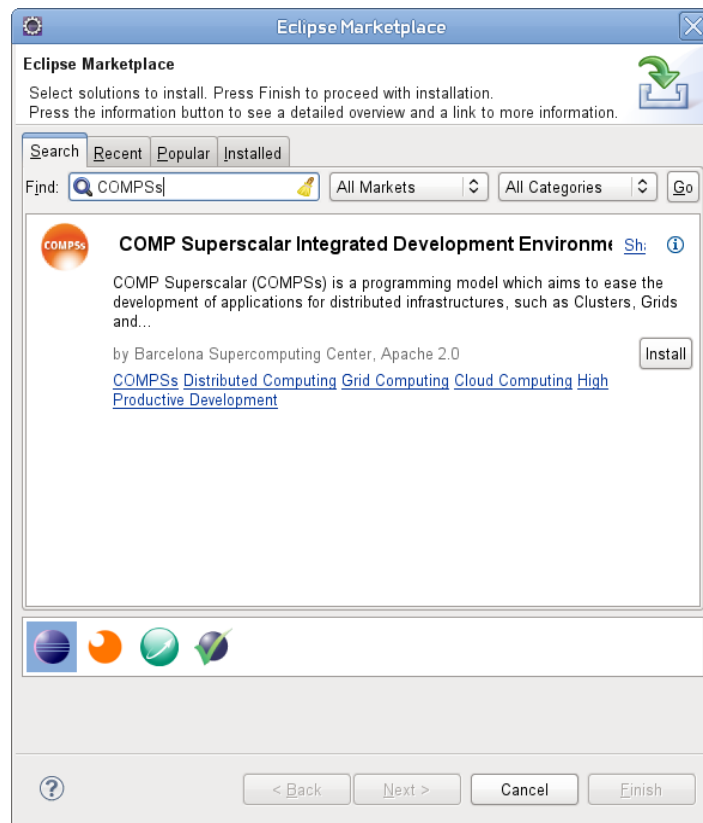 Eclipse Marketplace
Eclipse Marketplace
Select solutions to install. Press Finish to proceed with installation.
Press the information button to see a detailed overview and a link to more information.
Search Recent Popular Installed
Find: COMPSs All Markets All Categories Go
COMPSs COMP Superscalar Integrated Development Environme Sha
COMP Superscalar (COMPSs) is a programming model which aims to ease the
development of applications for distributed infrastructures, such as Clusters, Grids
and...
by Barcelona Supercomputing Center, Apache 2.0 Install
COMPSs Distributed Computing Grid Computing Cloud Computing High
Productive Development
? < Back Next > Cancel Finish